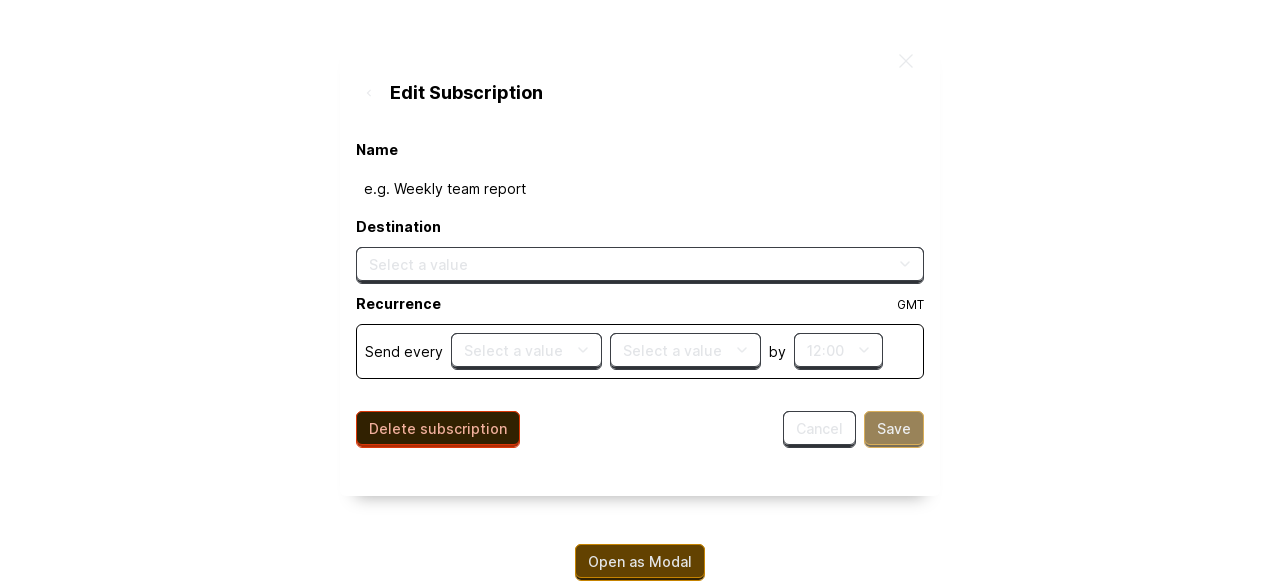 Edit Subscription
Name
e.g. Weekly team report
Destination
Select a value
Recurrence GMT
Send every Select a value Select a value by 12:00
Delete subscription Cancel Save
Open as Modal